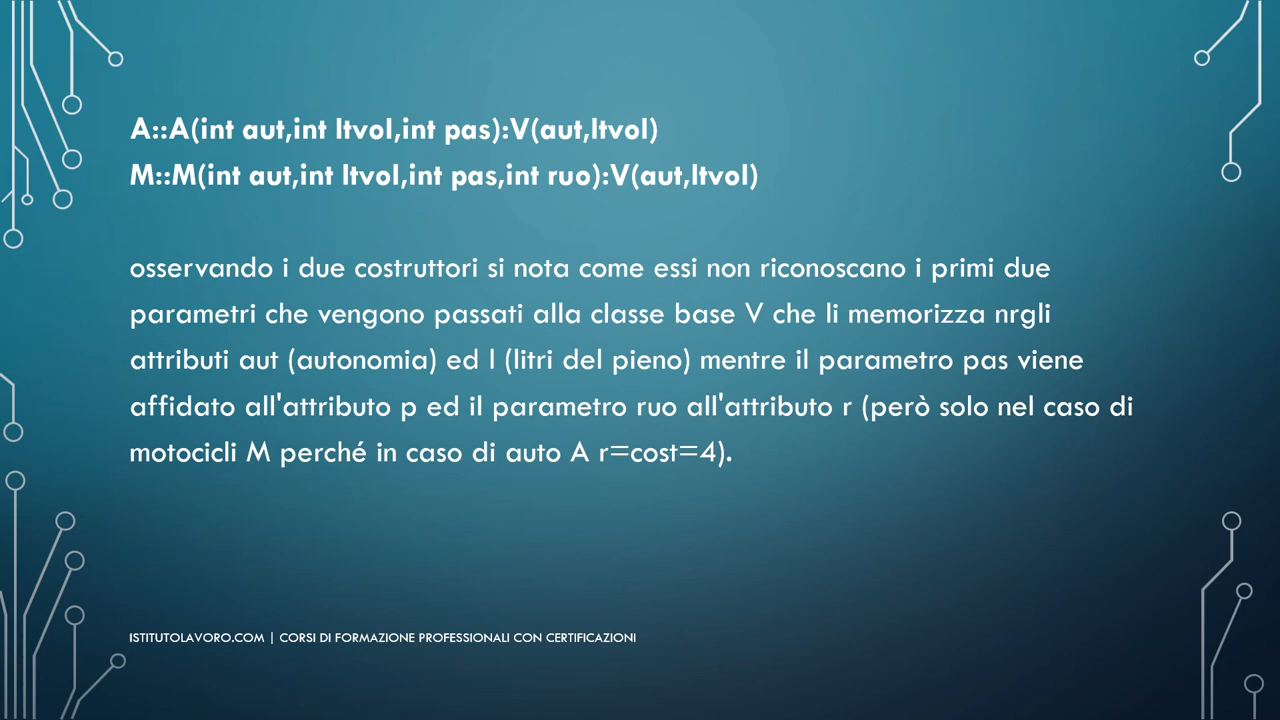 A::A(int aut,int ltvol,int pas):V(aut,ltvol)
M::M(int aut,int ltvol,int pas,int ruo):V(aut,ltvol)
osservando i due costruttori si nota come essi non riconoscano i primi due
parametri che vengono passati alla classe base V che li memorizza nrgli
attributi aut (autonomia) ed l (litri del pieno) mentre il parametro pas viene
affidato all'attributo p ed il parametro ruo all'attributo r (però solo nel caso di
motocicli M perché in caso di auto A r=cost=4).
ISTITUTOLAVORO.COM | CORSI DI FORMAZIONE PROFESSIONALI CON CERTIFICAZIONI